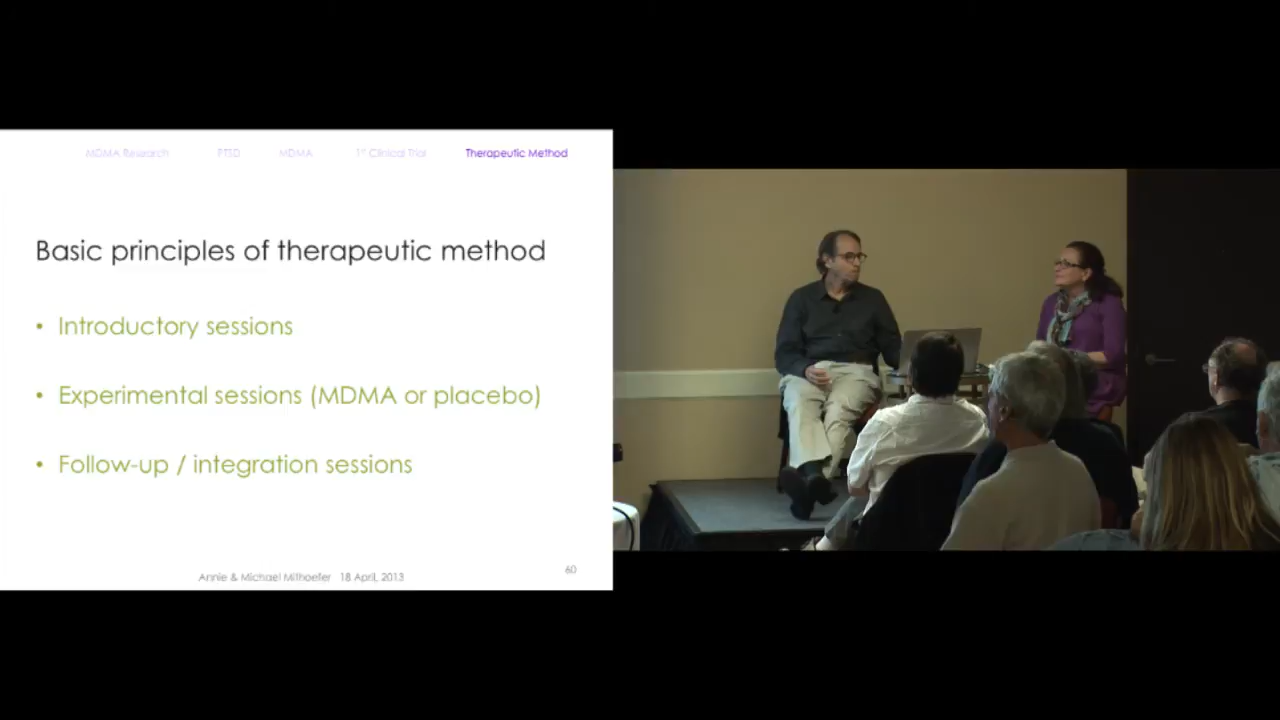 MDMA Research PTSD MDMA 1st Clinical Trial Therapeutic Method
Basic principles of therapeutic method
• Introductory sessions
• Experimental sessions (MDMA or placebo)
• Follow-up / integration sessions
Annie & Michael Mithoefer 18 April, 2013
60